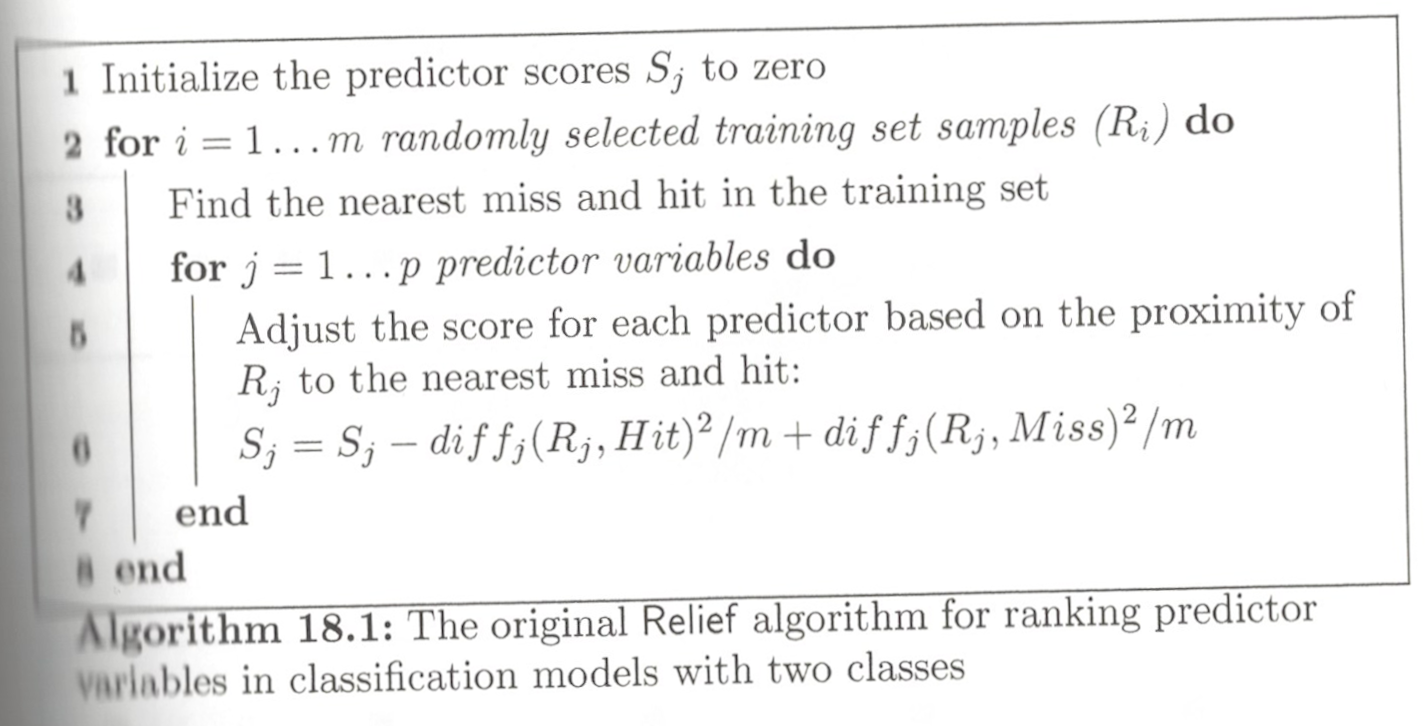 1 Initialize the predictor scores S_j to zero
2 for i = 1 . . . m randomly selected training set samples (R_i) do
3 Find the nearest miss and hit in the training set
4 for j = 1 . . . p predictor variables do
5 Adjust the score for each predictor based on the proximity of
R_j to the nearest miss and hit:
6 S_j = S_j − diff_j(R_j, Hit)²/m + diff_j(R_j, Miss)²/m
7 end
8 end
Algorithm 18.1: The original Relief algorithm for ranking predictor
variables in classification models with two classes